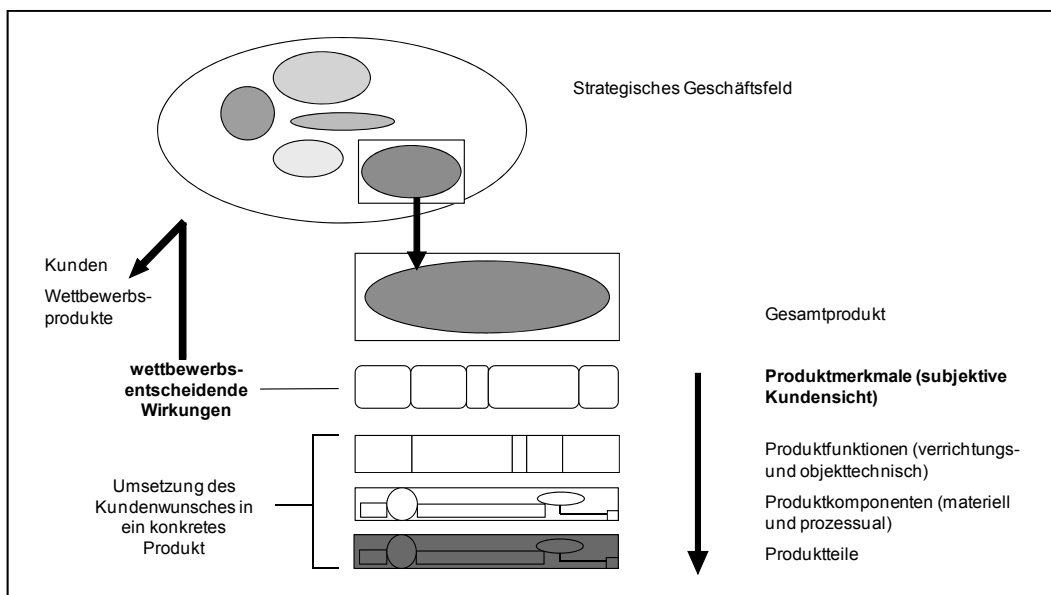 Strategisches Geschäftsfeld
Kunden
Wettbewerbs-
produkte
Gesamtprodukt
wettbewerbs-
entscheidende
Wirkungen
Produktmerkmale (subjektive
Kundensicht)
Umsetzung des
Kundenwunsches in
ein konkretes
Produkt
Produktfunktionen (verrichtungs-
und objekttechnisch)
Produktkomponenten (materiell
und prozessual)
Produktteile